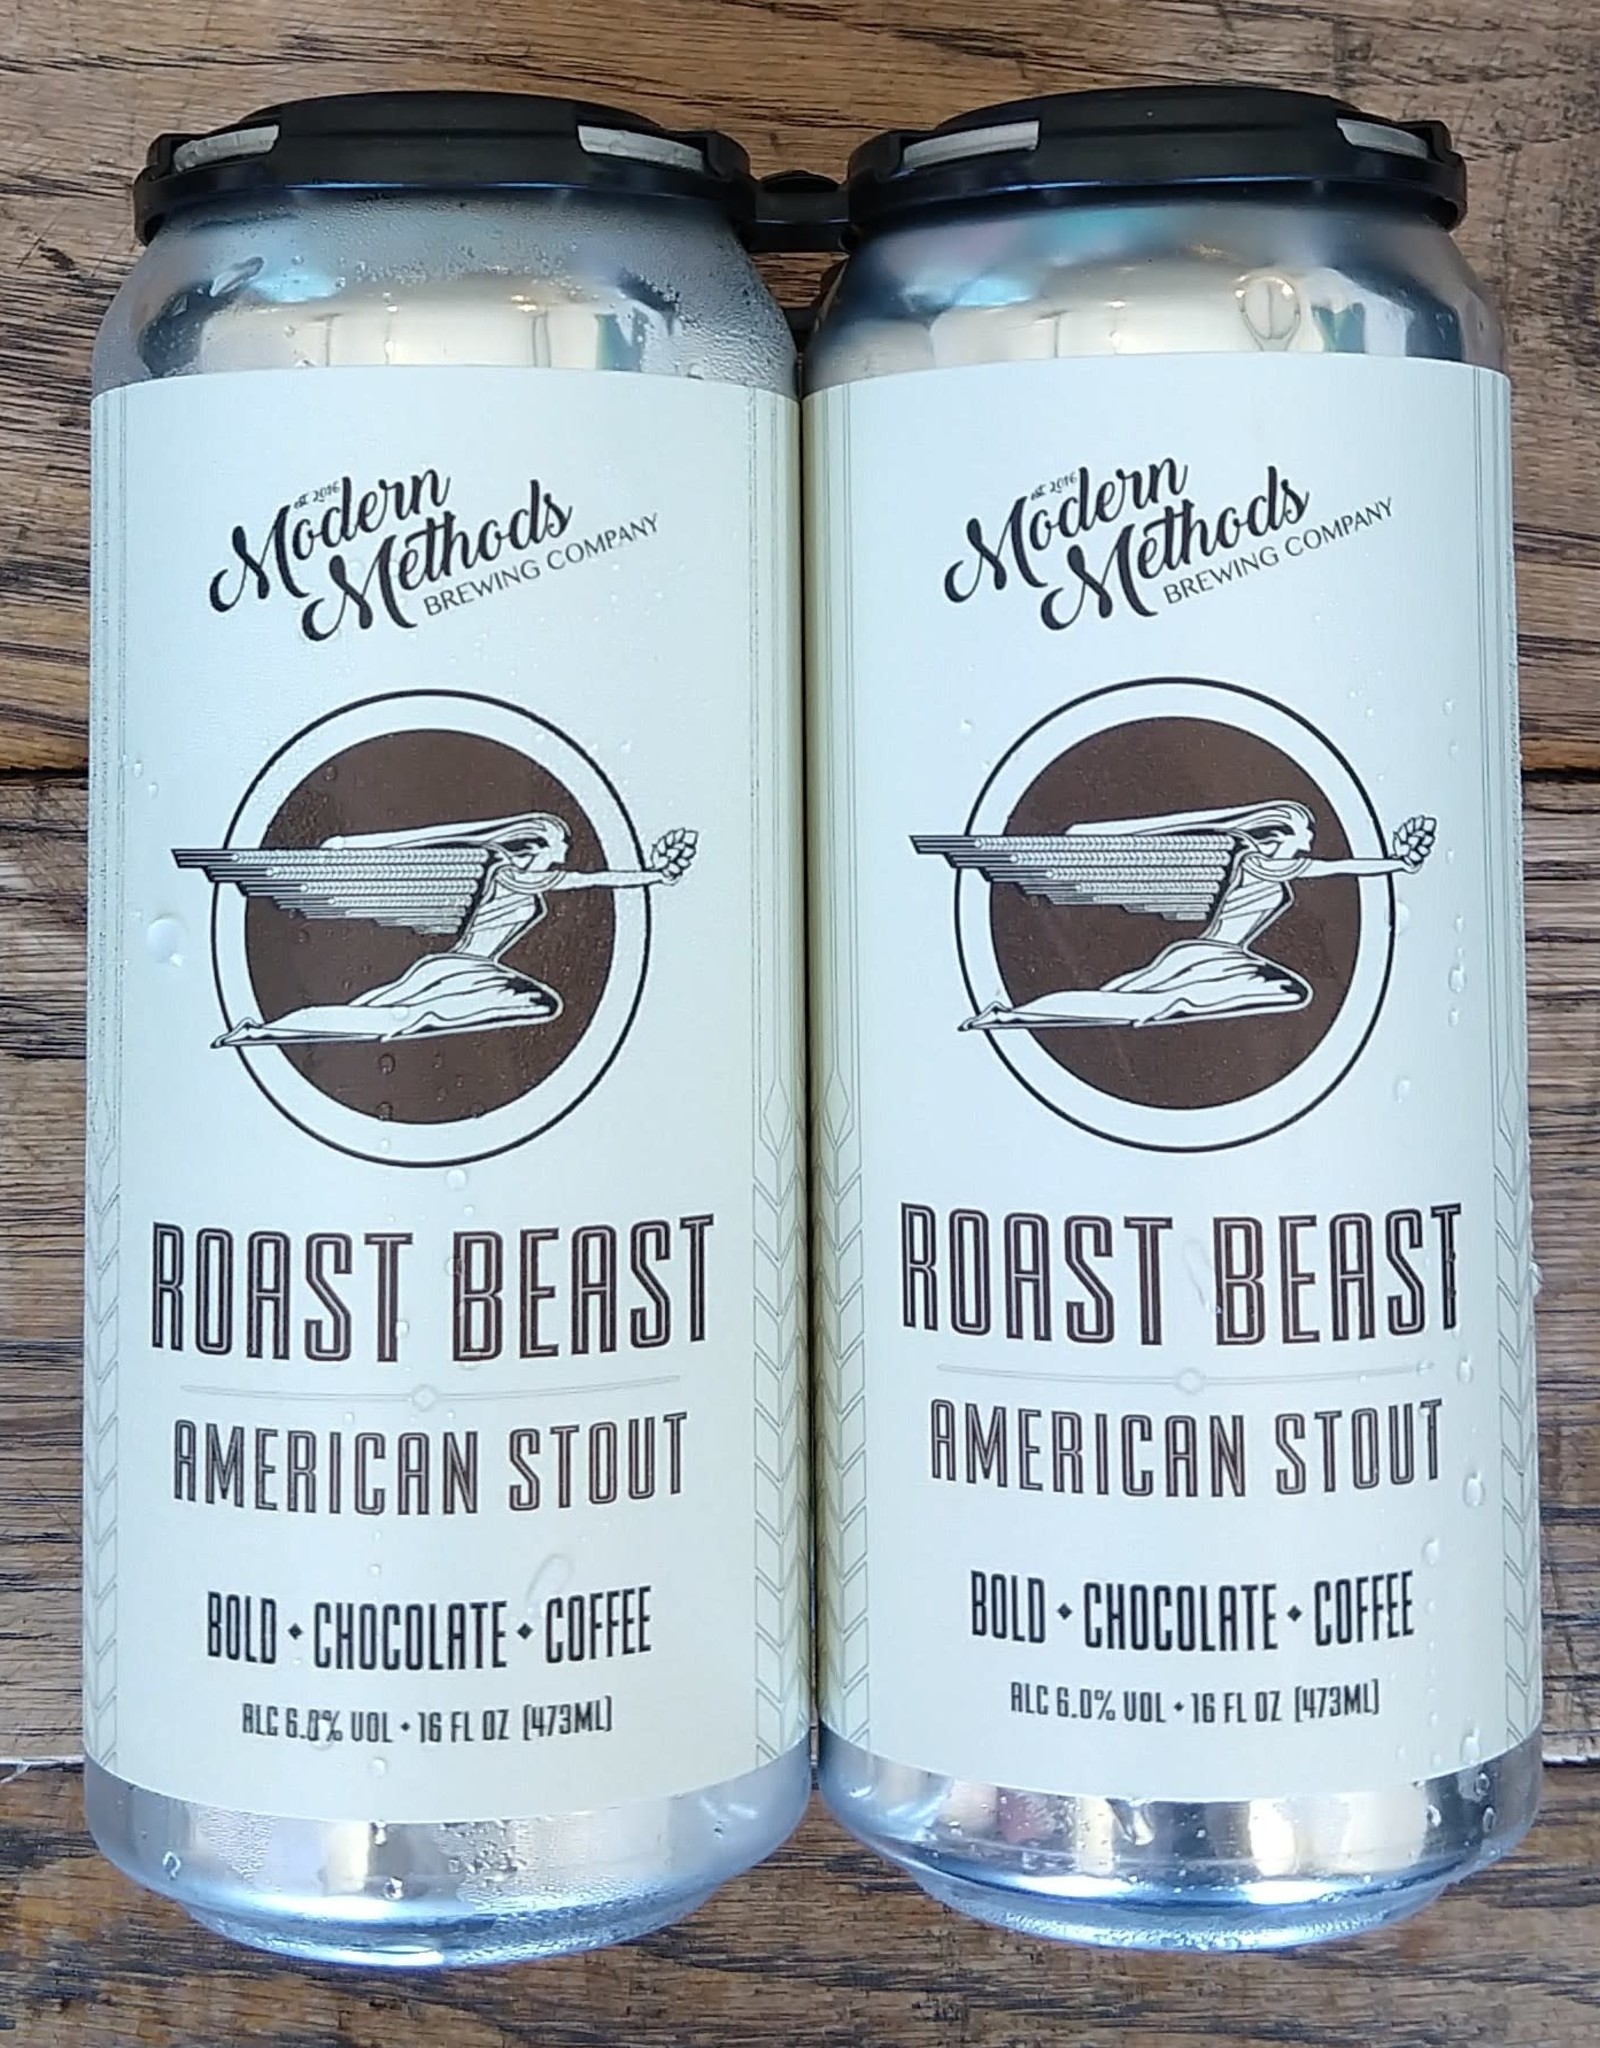 est. 2016
Modern
Methods
BREWING COMPANY
ROAST BEAST
AMERICAN STOUT
BOLD • CHOCOLATE • COFFEE
ALC 6.0% VOL • 16 FL OZ (473ML)
est. 2016
Modern
Methods
BREWING COMPANY
ROAST BEAST
AMERICAN STOUT
BOLD • CHOCOLATE • COFFEE
ALC 6.0% VOL • 16 FL OZ (473ML)